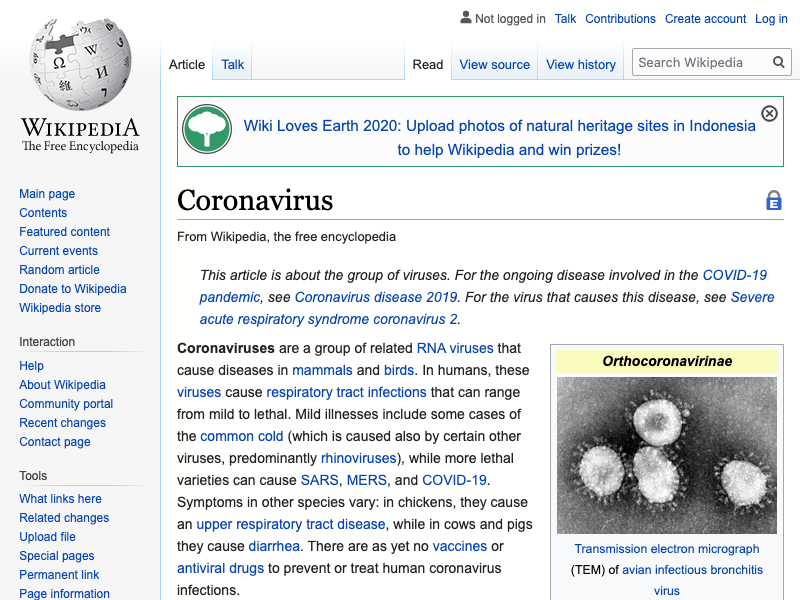 Not logged in Talk Contributions Create account Log in
Article Talk Read View source View history Search Wikipedia
Ω W И 維
WIKIPEDIA
The Free Encyclopedia
Main page
Contents
Featured content
Current events
Random article
Donate to Wikipedia
Wikipedia store
Interaction
Help
About Wikipedia
Community portal
Recent changes
Contact page
Tools
What links here
Related changes
Upload file
Special pages
Permanent link
Page information
Wiki Loves Earth 2020: Upload photos of natural heritage sites in Indonesia
to help Wikipedia and win prizes!
Coronavirus
E
From Wikipedia, the free encyclopedia
This article is about the group of viruses. For the ongoing disease involved in the COVID-19
pandemic, see Coronavirus disease 2019. For the virus that causes this disease, see Severe
acute respiratory syndrome coronavirus 2.
Coronaviruses are a group of related RNA viruses that
cause diseases in mammals and birds. In humans, these
viruses cause respiratory tract infections that can range
from mild to lethal. Mild illnesses include some cases of
the common cold (which is caused also by certain other
viruses, predominantly rhinoviruses), while more lethal
varieties can cause SARS, MERS, and COVID-19.
Symptoms in other species vary: in chickens, they cause
an upper respiratory tract disease, while in cows and pigs
they cause diarrhea. There are as yet no vaccines or
antiviral drugs to prevent or treat human coronavirus
infections.
Orthocoronavirinae
Transmission electron micrograph
(TEM) of avian infectious bronchitis
virus